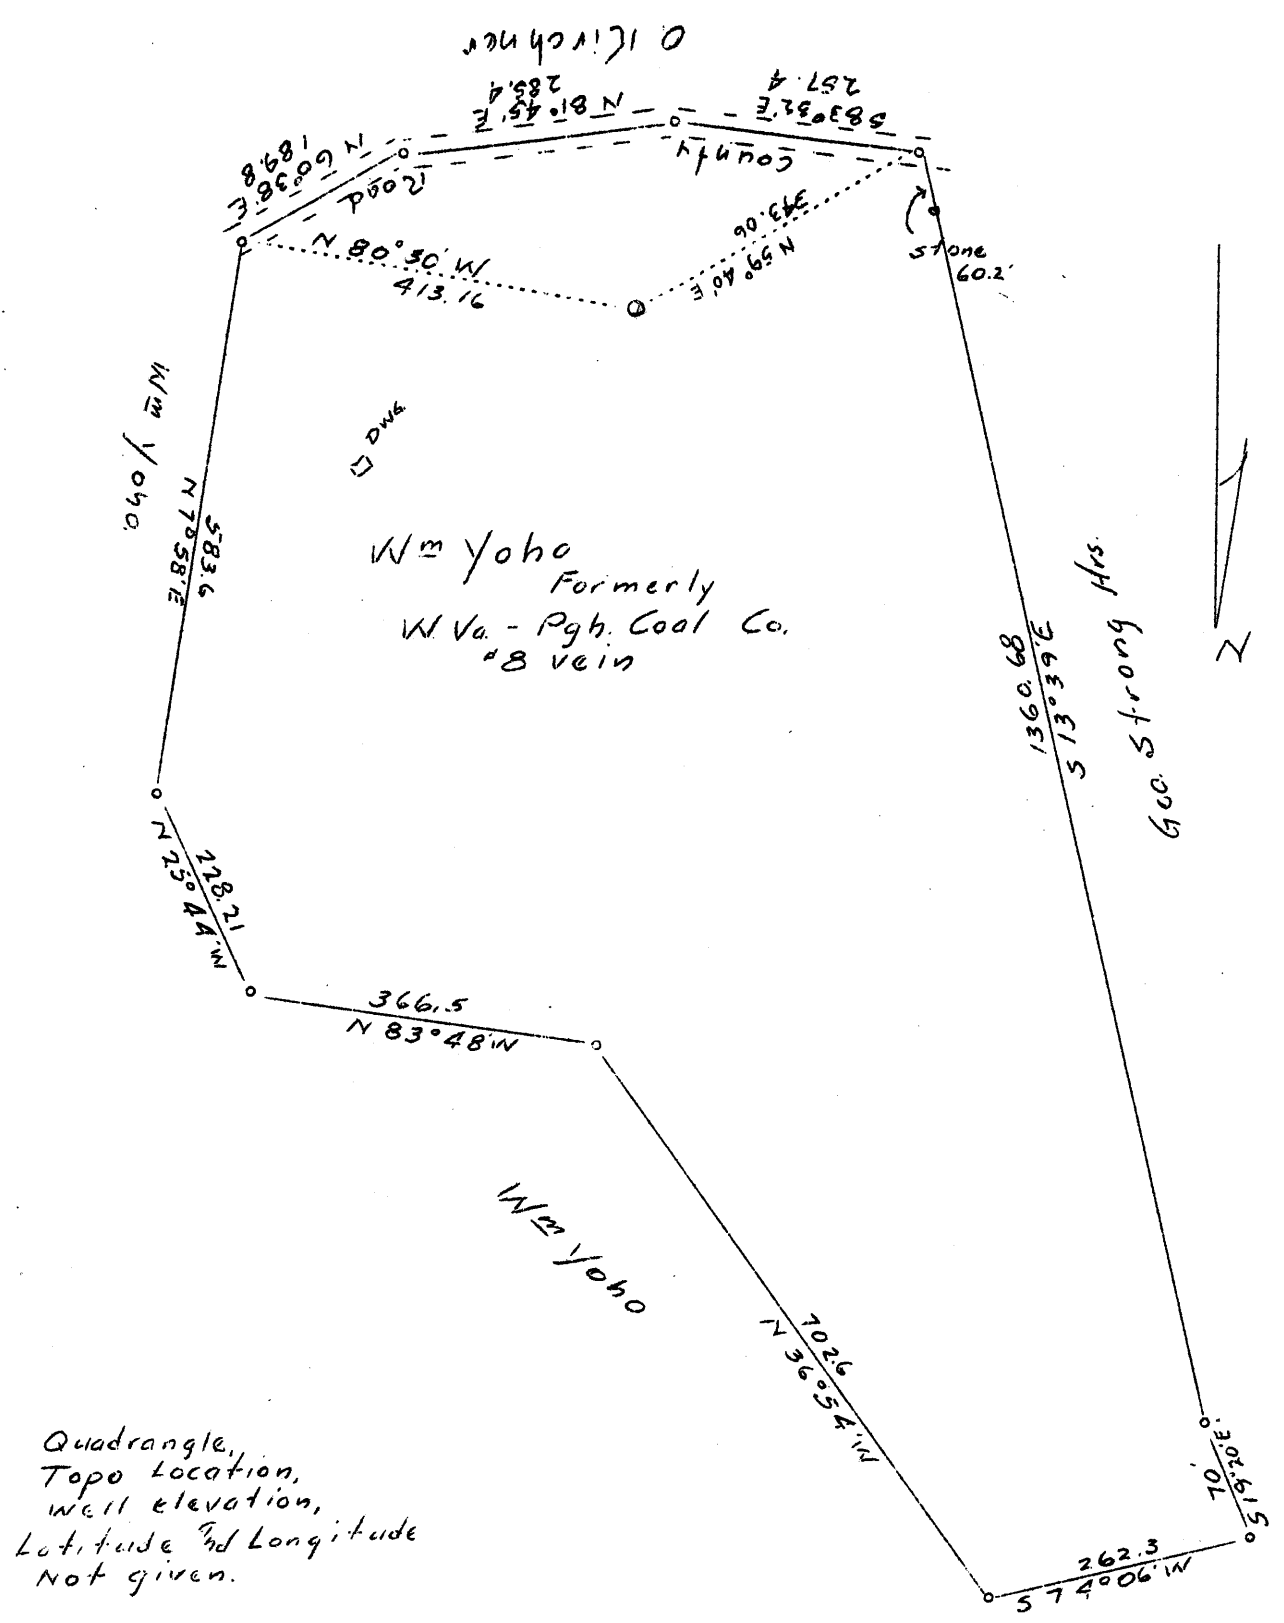 O. Kirchner
N 60° 38' E
189.8
N 81° 45' E
285.4
S 83° 32' E
257.4
County
Road
N 80° 30' W
413.16
N 59° 40' E
343.06
Stone
60.2'
Wm Yoho.
583.6
N 7° 58' E
DWG.
Wm Yoho
Formerly
W. Va. - Pgh. Coal Co.
#8 vein
1360.68
S 13° 39' E
Geo. Strong Hrs.
N
228.21
N 25° 44' W
366.5
N 83° 48' W
Wm Yoho
702.6
N 36° 54' W
S 19° 20' E.
70'
262.3
S 74° 06' W
Quadrangle,
Topo Location,
Well Elevation,
Latitude and Longitude
Not given.